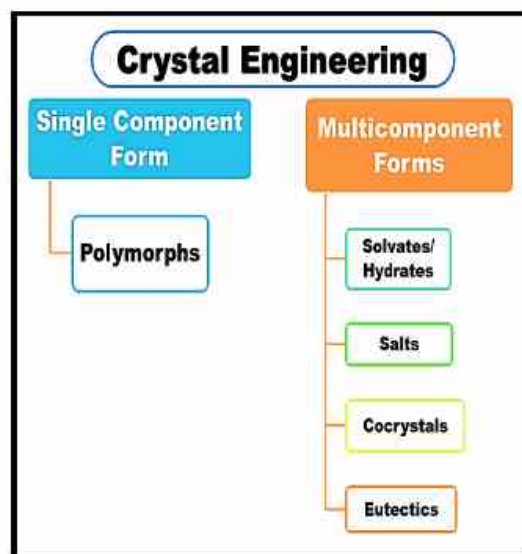 Crystal Engineering
Single Component
Form
Polymorphs
Multicomponent
Forms
Solvates/
Hydrates
Salts
Cocrystals
Eutectics